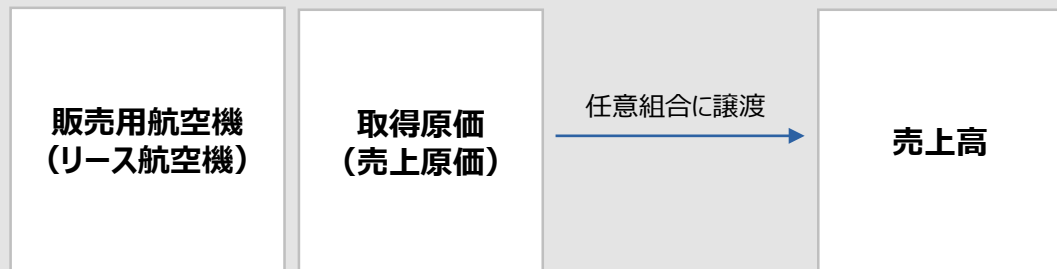 販売用航空機
（リース航空機）
取得原価
（売上原価）
任意組合に譲渡
売上高